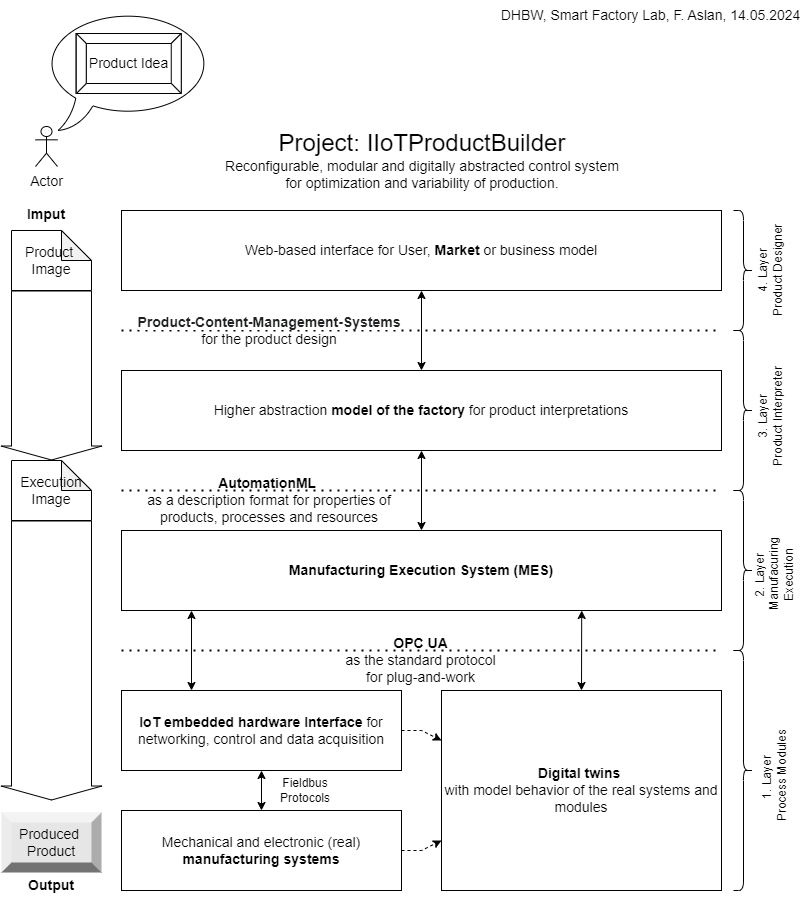 DHBW, Smart Factory Lab, F. Aslan, 14.05.2024
Product Idea
Actor
Project: IIoTProductBuilder
Reconfigurable, modular and digitally abstracted control system
for optimization and variability of production.
Imput
Product
Image
Web-based interface for User, Market or business model
4. Layer
Product Designer
Product-Content-Management-Systems
for the product design
Higher abstraction model of the factory for product interpretations
3. Layer
Product Interpreter
Execution
Image
AutomationML
as a description format for properties of
products, processes and resources
Manufacturing Execution System (MES)
2. Layer
Manufacuring
Execution
OPC UA
as the standard protocol
for plug-and-work
IoT embedded hardware Interface for
networking, control and data acquisition
Fieldbus
Protocols
Digital twins
with model behavior of the real systems and
modules
1. Layer
Process Modules
Mechanical and electronic (real)
manufacturing systems
Produced
Product
Output